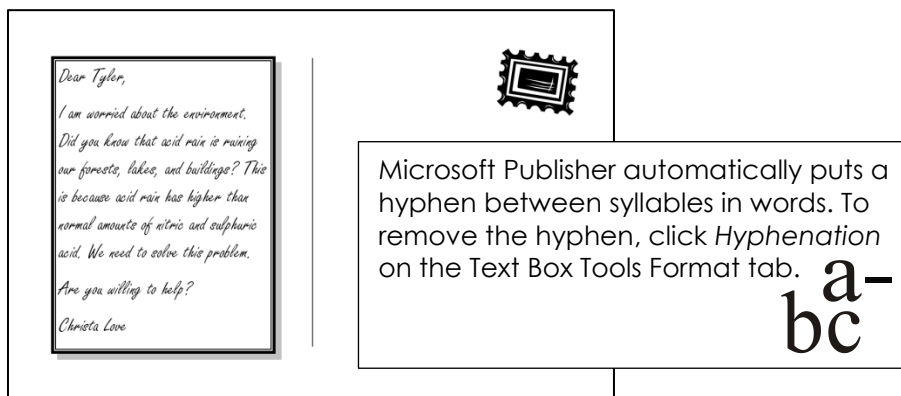 Dear Tyler,
I am worried about the environment.
Did you know that acid rain is ruining
our forests, lakes, and buildings? This
is because acid rain has higher than
normal amounts of nitric and sulphuric
acid. We need to solve this problem.
Are you willing to help?
Christa Love
Microsoft Publisher automatically puts a
hyphen between syllables in words. To
remove the hyphen, click Hyphenation
on the Text Box Tools Format tab.
a-
bc